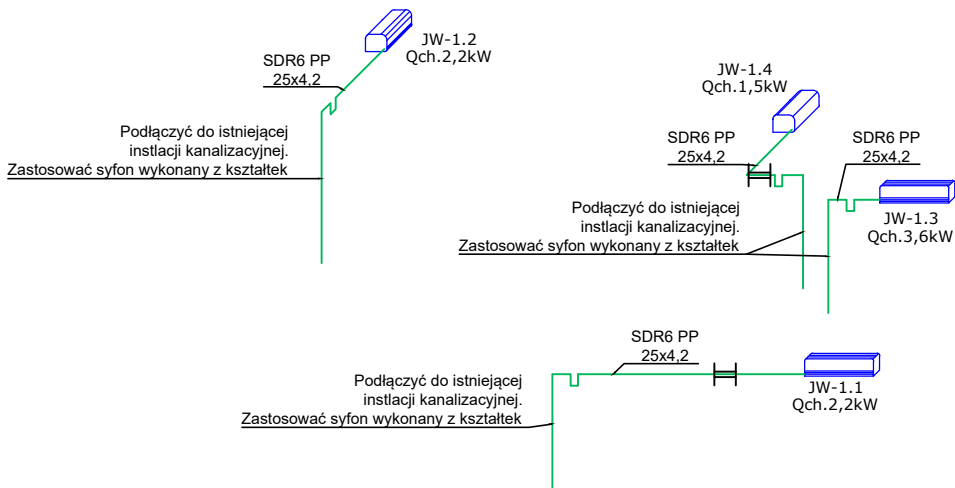 JW-1.2
Qch.2,2kW
SDR6 PP
25x4,2
Podłączyć do istniejącej
instlacji kanalizacyjnej.
Zastosować syfon wykonany z kształtek
JW-1.4
Qch.1,5kW
SDR6 PP
25x4,2
SDR6 PP
25x4,2
JW-1.3
Qch.3,6kW
Podłączyć do istniejącej
instlacji kanalizacyjnej.
Zastosować syfon wykonany z kształtek
SDR6 PP
25x4,2
JW-1.1
Qch.2,2kW
Podłączyć do istniejącej
instlacji kanalizacyjnej.
Zastosować syfon wykonany z kształtek